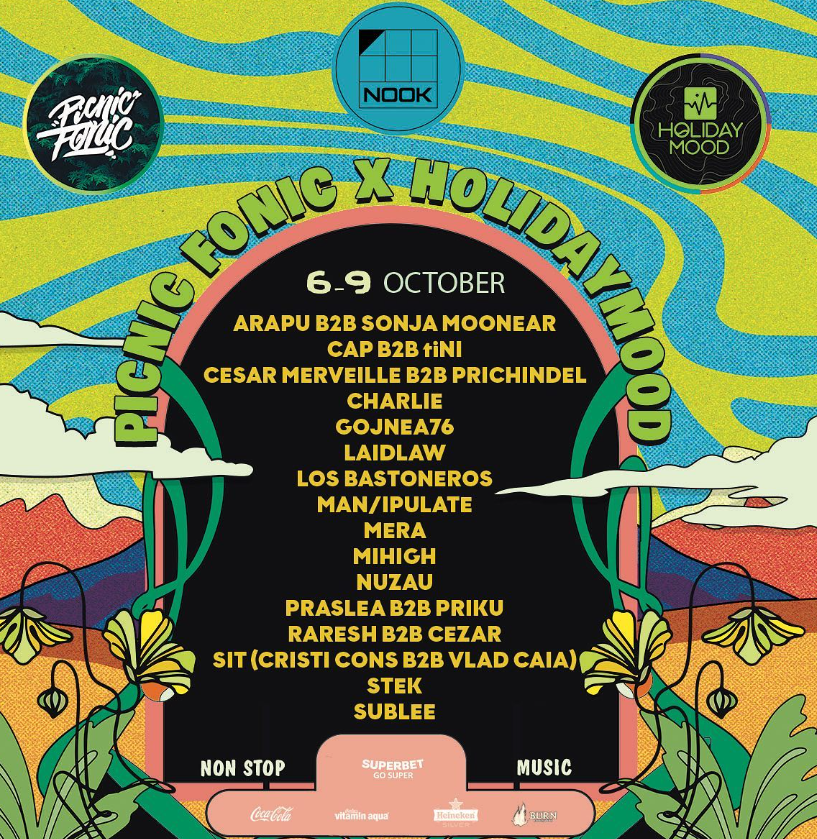 NOOK
Picnic
Fonic
HOLIDAY
MOOD
PICNIC FONIC X HOLIDAYMOOD
6-9 OCTOBER
ARAPU B2B SONJA MOONEAR
CAP B2B tiNI
CESAR MERVEILLE B2B PRICHINDEL
CHARLIE
GOJNEA76
LAIDLAW
LOS BASTONEROS
MAN/IPULATE
MERA
MIHIGH
NUZAU
PRASLEA B2B PRIKU
RARESH B2B CEZAR
SIT (CRISTI CONS B2B VLAD CAIA)
STEK
SUBLEE
NON STOP
MUSIC
SUPERBET
GO SUPER
Coca-Cola
vitamin aqua
Heineken
BURN